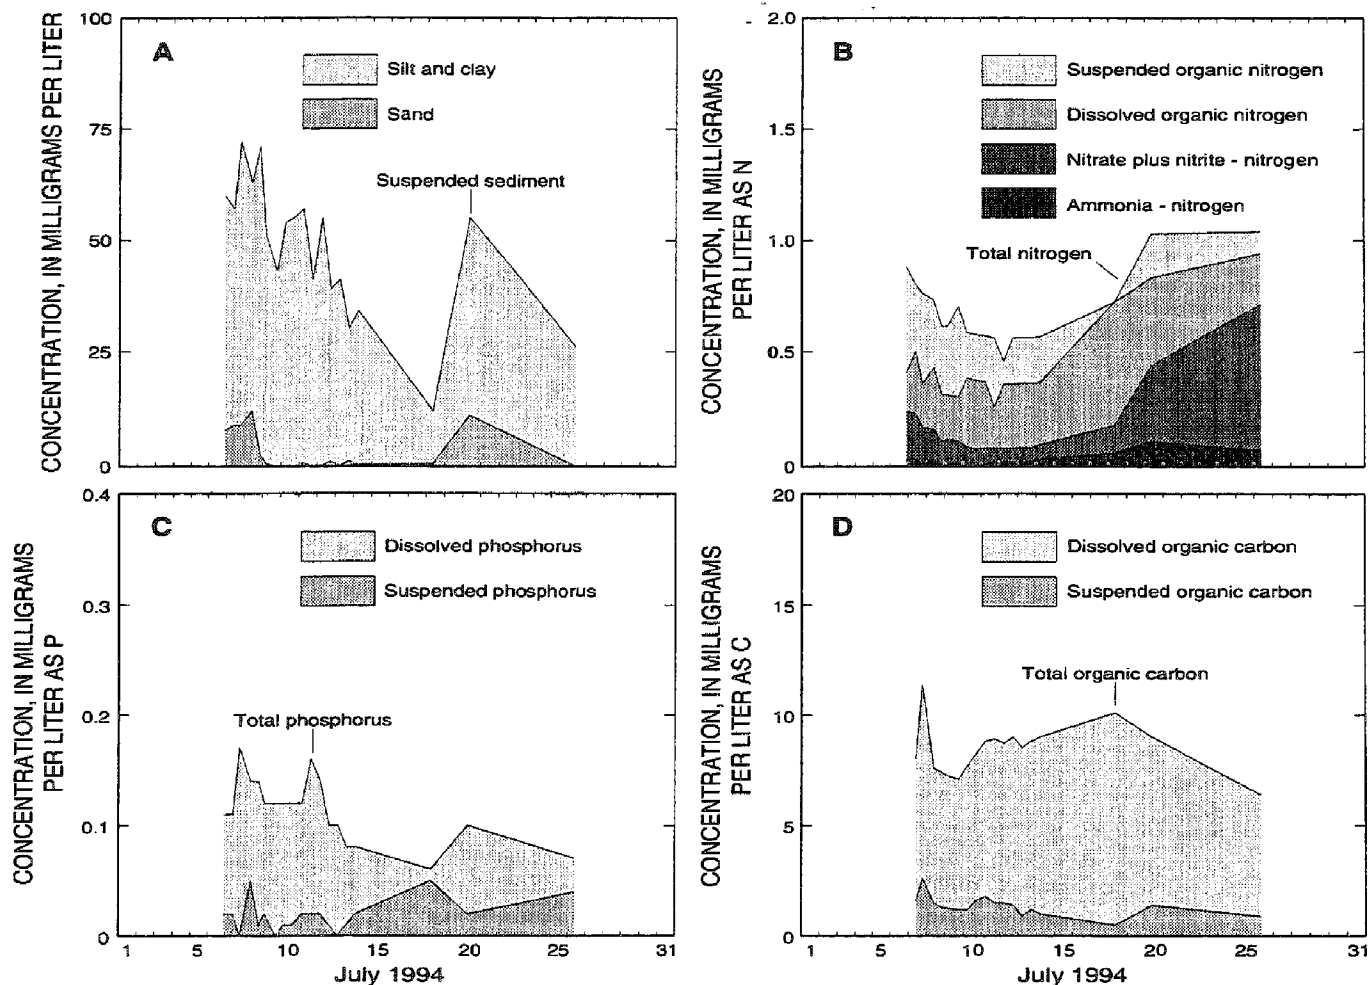 A
CONCENTRATION, IN MILLIGRAMS PER LITER
100
75
50
25
0
Silt and clay
Sand
Suspended sediment
B
CONCENTRATION, IN MILLIGRAMS
PER LITER AS N
2.0
1.5
1.0
0.5
0
Suspended organic nitrogen
Dissolved organic nitrogen
Nitrate plus nitrite - nitrogen
Ammonia - nitrogen
Total nitrogen
C
CONCENTRATION, IN MILLIGRAMS
PER LITER AS P
0.4
0.3
0.2
0.1
0
Dissolved phosphorus
Suspended phosphorus
Total phosphorus
1 5 10 15 20 25 31
July 1994
D
CONCENTRATION, IN MILLIGRAMS
PER LITER AS C
20
15
10
5
0
Dissolved organic carbon
Suspended organic carbon
Total organic carbon
1 5 10 15 20 25 31
July 1994